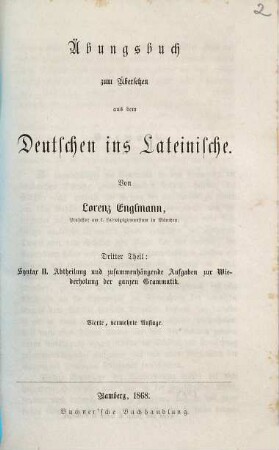 2
Übungsbuch
zum Übersetzen
aus dem
Deutschen ins Lateinische.
Von
Lorenz Englmann,
Professor am k. Ludwigsgymnasium in München.
Dritter Theil:
Syntax II. Abtheilung und zusammenhängende Aufgaben zur Wie-
derholung der ganzen Grammatik.
Vierte, vermehrte Auflage.
Bamberg, 1868.
Buchner'sche Buchhandlung.